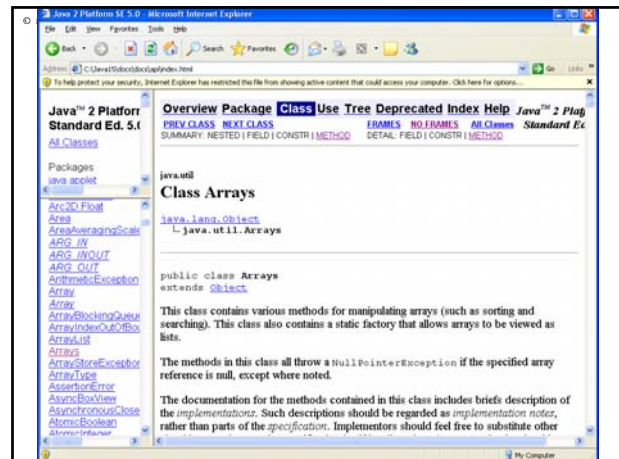 ©
Java 2 Platform SE 5.0 - Microsoft Internet Explorer
File Edit View Favorites Tools Help
Back Search Favorites
Address C:\Java15\docs\docs\api\index.html Go Links »
To help protect your security, Internet Explorer has restricted this file from showing active content that could access your computer. Click here for options...
Java™ 2 Platforr
Standard Ed. 5.(
All Classes
Packages
java.applet
Arc2D.Float
Area
AreaAveragingScale
ARG_IN
ARG_INOUT
ARG_OUT
ArithmeticException
Array
Array
ArrayBlockingQueu
ArrayIndexOutOfBou
ArrayList
Arrays
ArrayStoreException
ArrayType
AssertionError
AsyncBoxView
AsynchronousClose
AtomicBoolean
AtomicInteger
Overview Package Class Use Tree Deprecated Index Help Java™ 2 Platf
PREV CLASS NEXT CLASS FRAMES NO FRAMES All Classes Standard Ed
SUMMARY: NESTED | FIELD | CONSTR | METHOD DETAIL: FIELD | CONSTR | METHOD
java.util
Class Arrays
java.lang.Object
java.util.Arrays
public class Arrays
extends Object
This class contains various methods for manipulating arrays (such as sorting and
searching). This class also contains a static factory that allows arrays to be viewed as
lists.
The methods in this class all throw a NullPointerException if the specified array
reference is null, except where noted.
The documentation for the methods contained in this class includes briefs description of
the implementations. Such descriptions should be regarded as implementation notes,
rather than parts of the specification. Implementors should feel free to substitute other
My Computer